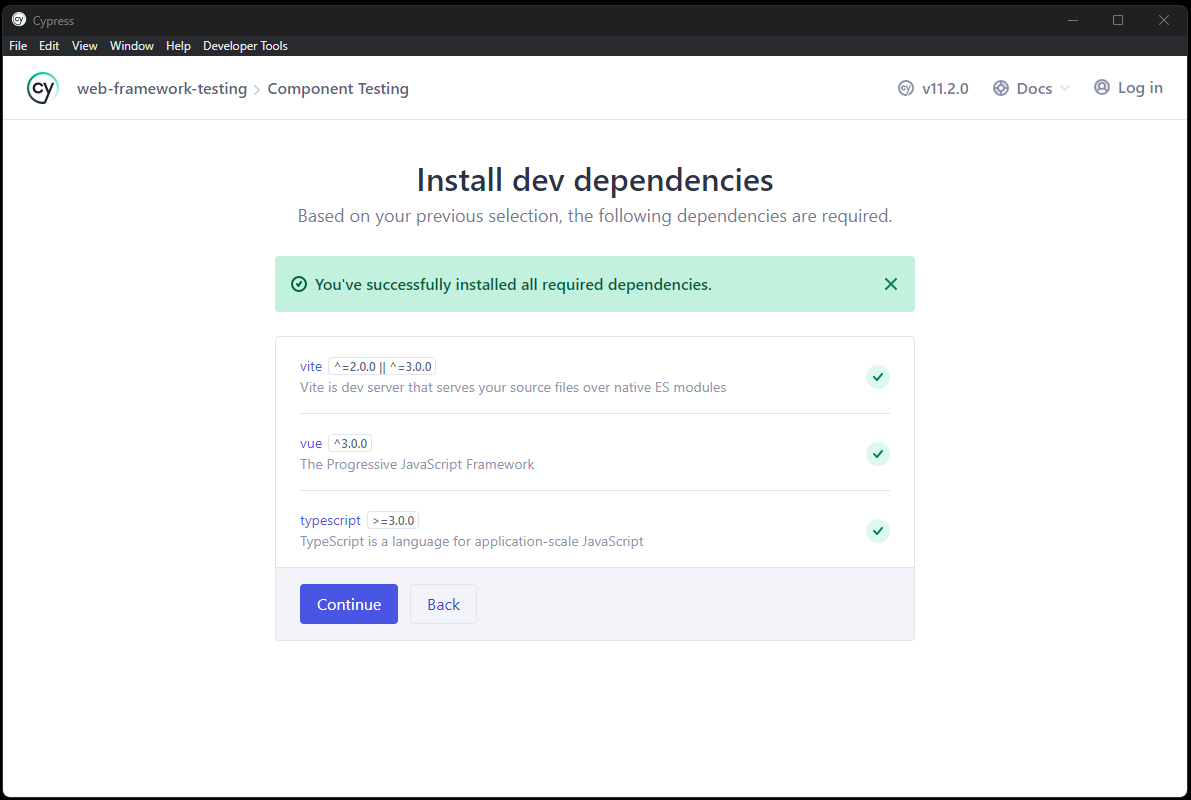 cy Cypress
File Edit View Window Help Developer Tools
cy web-framework-testing > Component Testing cy v11.2.0 Docs Log in
Install dev dependencies
Based on your previous selection, the following dependencies are required.
You've successfully installed all required dependencies.
vite ^=2.0.0 || ^=3.0.0
Vite is dev server that serves your source files over native ES modules
vue ^3.0.0
The Progressive JavaScript Framework
typescript >=3.0.0
TypeScript is a language for application-scale JavaScript
Continue Back